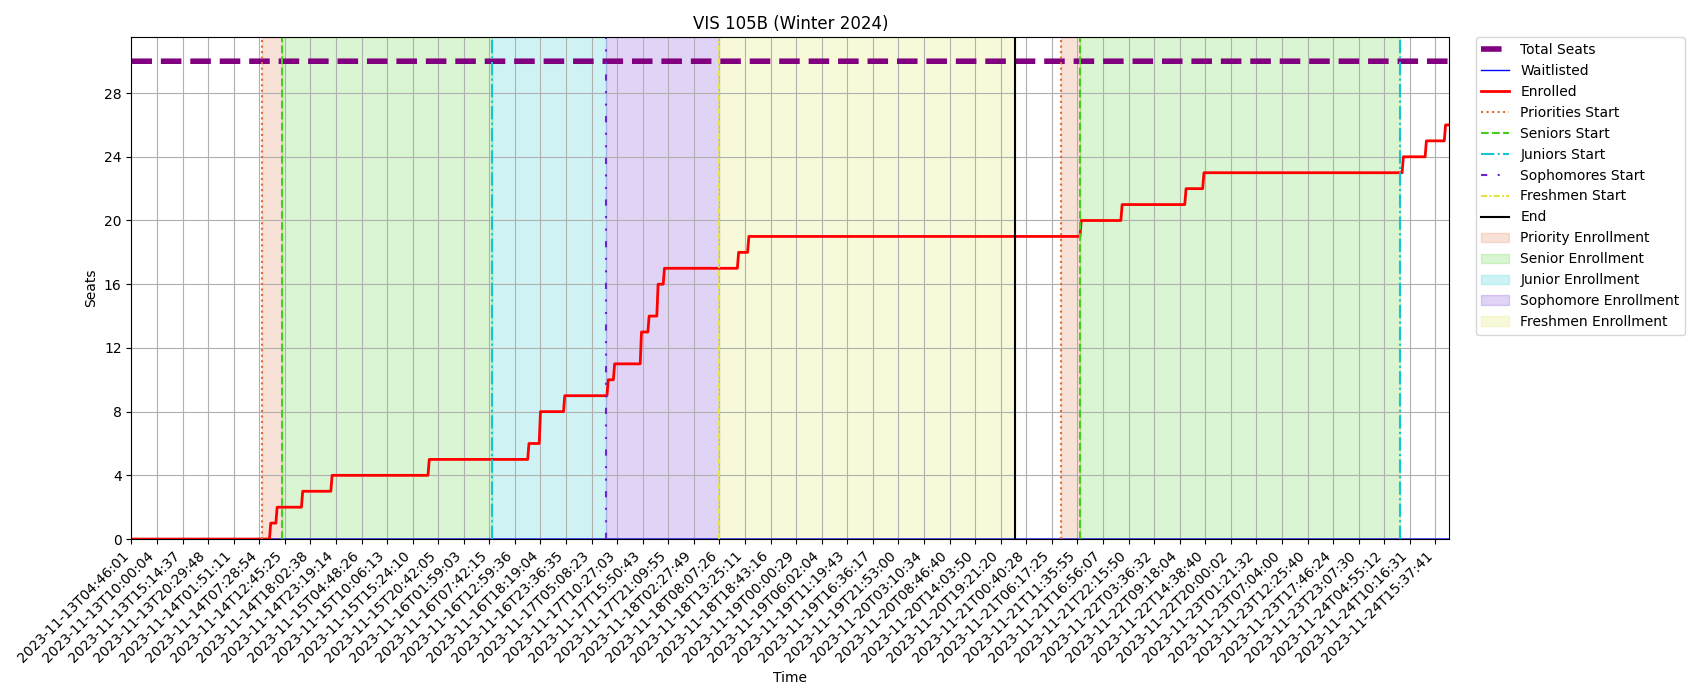 VIS 105B (Winter 2024)
Seats
28
24
20
16
12
8
4
0
2023-11-13T04:46:01
2023-11-13T10:00:04
2023-11-13T15:14:37
2023-11-13T20:29:48
2023-11-14T01:51:11
2023-11-14T07:28:54
2023-11-14T12:45:25
2023-11-14T18:02:38
2023-11-14T23:19:14
2023-11-15T04:48:26
2023-11-15T10:06:13
2023-11-15T15:24:10
2023-11-15T20:42:05
2023-11-16T01:59:03
2023-11-16T07:42:15
2023-11-16T12:59:36
2023-11-16T18:19:04
2023-11-16T23:36:35
2023-11-17T05:08:23
2023-11-17T10:27:03
2023-11-17T15:50:43
2023-11-17T21:09:55
2023-11-18T02:27:49
2023-11-18T08:07:26
2023-11-18T13:25:11
2023-11-18T18:43:16
2023-11-19T00:00:29
2023-11-19T06:02:04
2023-11-19T11:19:43
2023-11-19T16:36:17
2023-11-19T21:53:00
2023-11-20T03:10:34
2023-11-20T08:46:40
2023-11-20T14:03:50
2023-11-20T19:21:20
2023-11-21T00:40:28
2023-11-21T06:17:25
2023-11-21T11:35:55
2023-11-21T16:56:07
2023-11-21T22:15:50
2023-11-22T03:36:32
2023-11-22T09:18:04
2023-11-22T14:38:40
2023-11-22T20:00:02
2023-11-23T01:21:32
2023-11-23T07:04:00
2023-11-23T12:25:40
2023-11-23T17:46:24
2023-11-23T23:07:30
2023-11-24T04:55:12
2023-11-24T10:16:31
2023-11-24T15:37:41
Time
Total Seats
Waitlisted
Enrolled
Priorities Start
Seniors Start
Juniors Start
Sophomores Start
Freshmen Start
End
Priority Enrollment
Senior Enrollment
Junior Enrollment
Sophomore Enrollment
Freshmen Enrollment